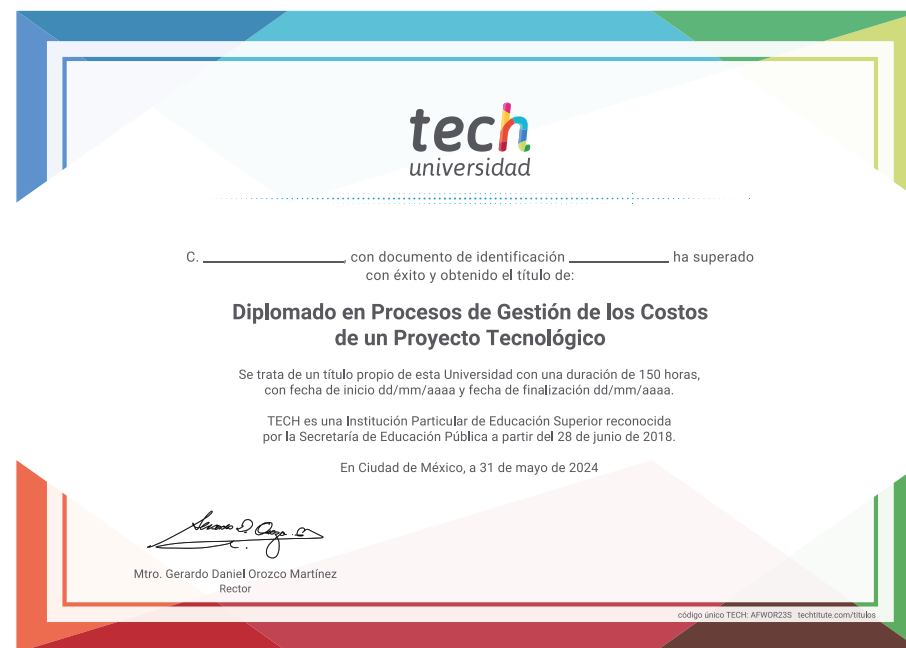 tech
universidad
C. ____________, con documento de identificación ____________ ha superado
con éxito y obtenido el título de:
Diplomado en Procesos de Gestión de los Costos
de un Proyecto Tecnológico
Se trata de un título propio de esta Universidad con una duración de 150 horas,
con fecha de inicio dd/mm/aaaa y fecha de finalización dd/mm/aaaa.
TECH es una Institución Particular de Educación Superior reconocida
por la Secretaría de Educación Pública a partir del 28 de junio de 2018.
En Ciudad de México, a 31 de mayo de 2024
Mtro. Gerardo Daniel Orozco Martínez
Rector
código único TECH: AFWOR23S techtitute.com/titulos